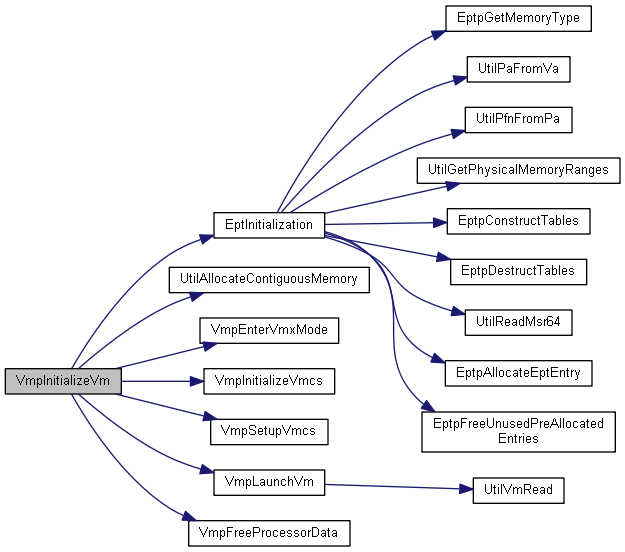 EptpGetMemoryType
UtilPaFromVa
UtilPfnFromPa
UtilGetPhysicalMemoryRanges
EptInitialization
EptpConstructTables
EptpDestructTables
UtilAllocateContiguousMemory
UtilReadMsr64
VmpEnterVmxMode
EptpAllocateEptEntry
VmpInitializeVm
VmpInitializeVmcs
EptpFreeUnusedPreAllocated
Entries
VmpSetupVmcs
VmpLaunchVm
UtilVmRead
VmpFreeProcessorData